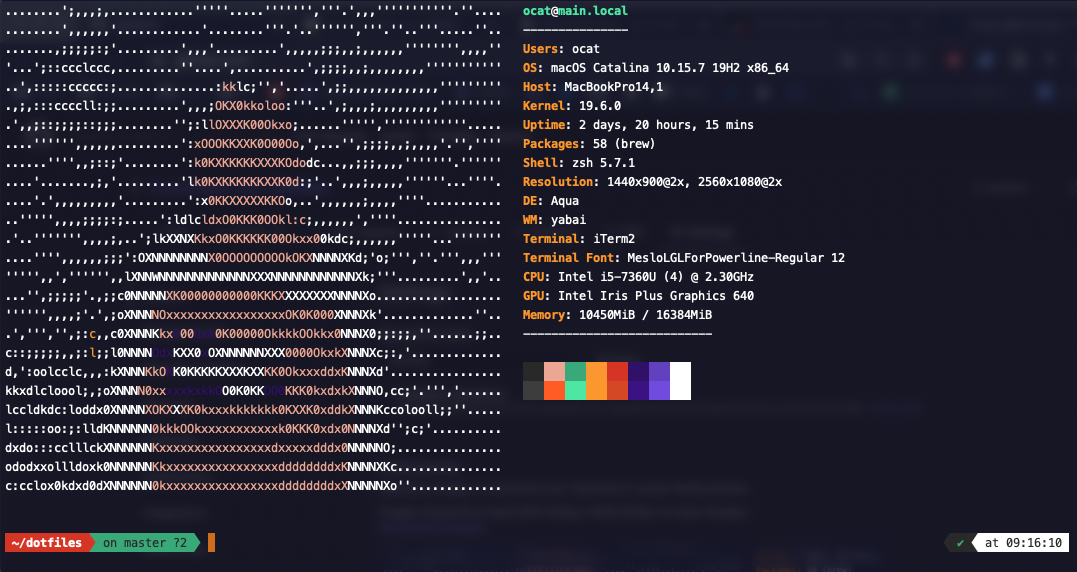 ocat@main.local
---------------
Users: ocat
OS: macOS Catalina 10.15.7 19H2 x86_64
Host: MacBookPro14,1
Kernel: 19.6.0
Uptime: 2 days, 20 hours, 15 mins
Packages: 58 (brew)
Shell: zsh 5.7.1
Resolution: 1440x900@2x, 2560x1080@2x
DE: Aqua
WM: yabai
Terminal: iTerm2
Terminal Font: MesloLGLForPowerline-Regular 12
CPU: Intel i5-7360U (4) @ 2.30GHz
GPU: Intel Iris Plus Graphics 640
Memory: 10450MiB / 16384MiB
---------------------------
~/dotfiles on master ?2 ✔ at 09:16:10